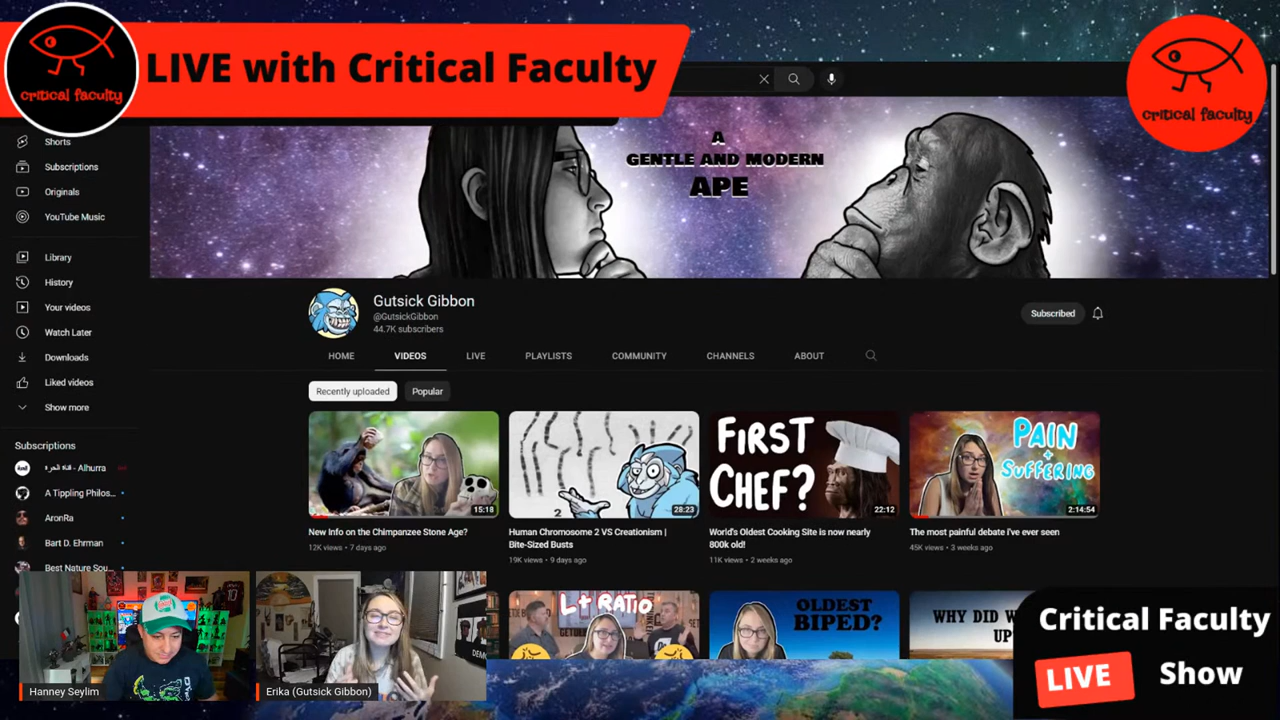 critical faculty
LIVE with Critical Faculty
critical faculty
Shorts
Subscriptions
Originals
YouTube Music
Library
History
Your videos
Watch Later
Downloads
Liked videos
Show more
Subscriptions
قناة الحرة - Alhurra
A Tippling Philos...
AronRa
Bart D. Ehrman
Best Nature Sou...
A
GENTLE AND MODERN
APE
Gutsick Gibbon
@GutsickGibbon
44.7K subscribers
Subscribed
HOME
VIDEOS
LIVE
PLAYLISTS
COMMUNITY
CHANNELS
ABOUT
Recently uploaded
Popular
15:18
New Info on the Chimpanzee Stone Age?
12K views • 7 days ago
2
28:23
Human Chromosome 2 VS Creationism |
Bite-Sized Busts
19K views • 9 days ago
FIRST
CHEF?
22:12
World's Oldest Cooking Site is now nearly
800k old!
11K views • 2 weeks ago
PAIN
+
SUFFERING
2:14:54
The most painful debate I've ever seen
45K views • 3 weeks ago
L+ RATIO
OLDEST
BIPED?
WHY DID W
UP
Hanney Seylim
Erika (Gutsick Gibbon)
Critical Faculty
LIVE Show